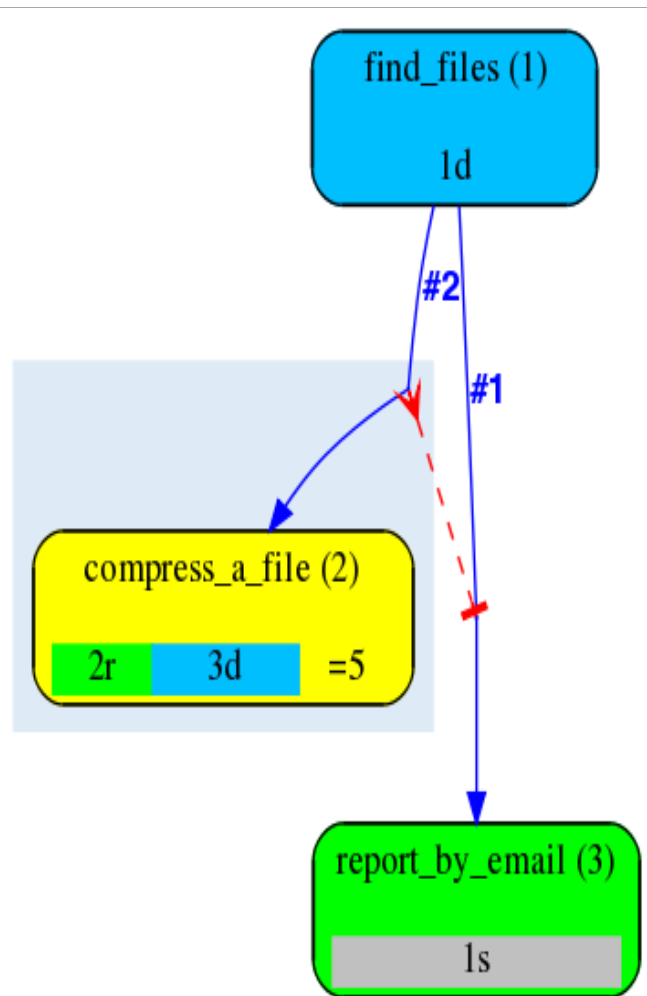 find_files (1)
1d
#2
#1
compress_a_file (2)
2r 3d =5
report_by_email (3)
1s